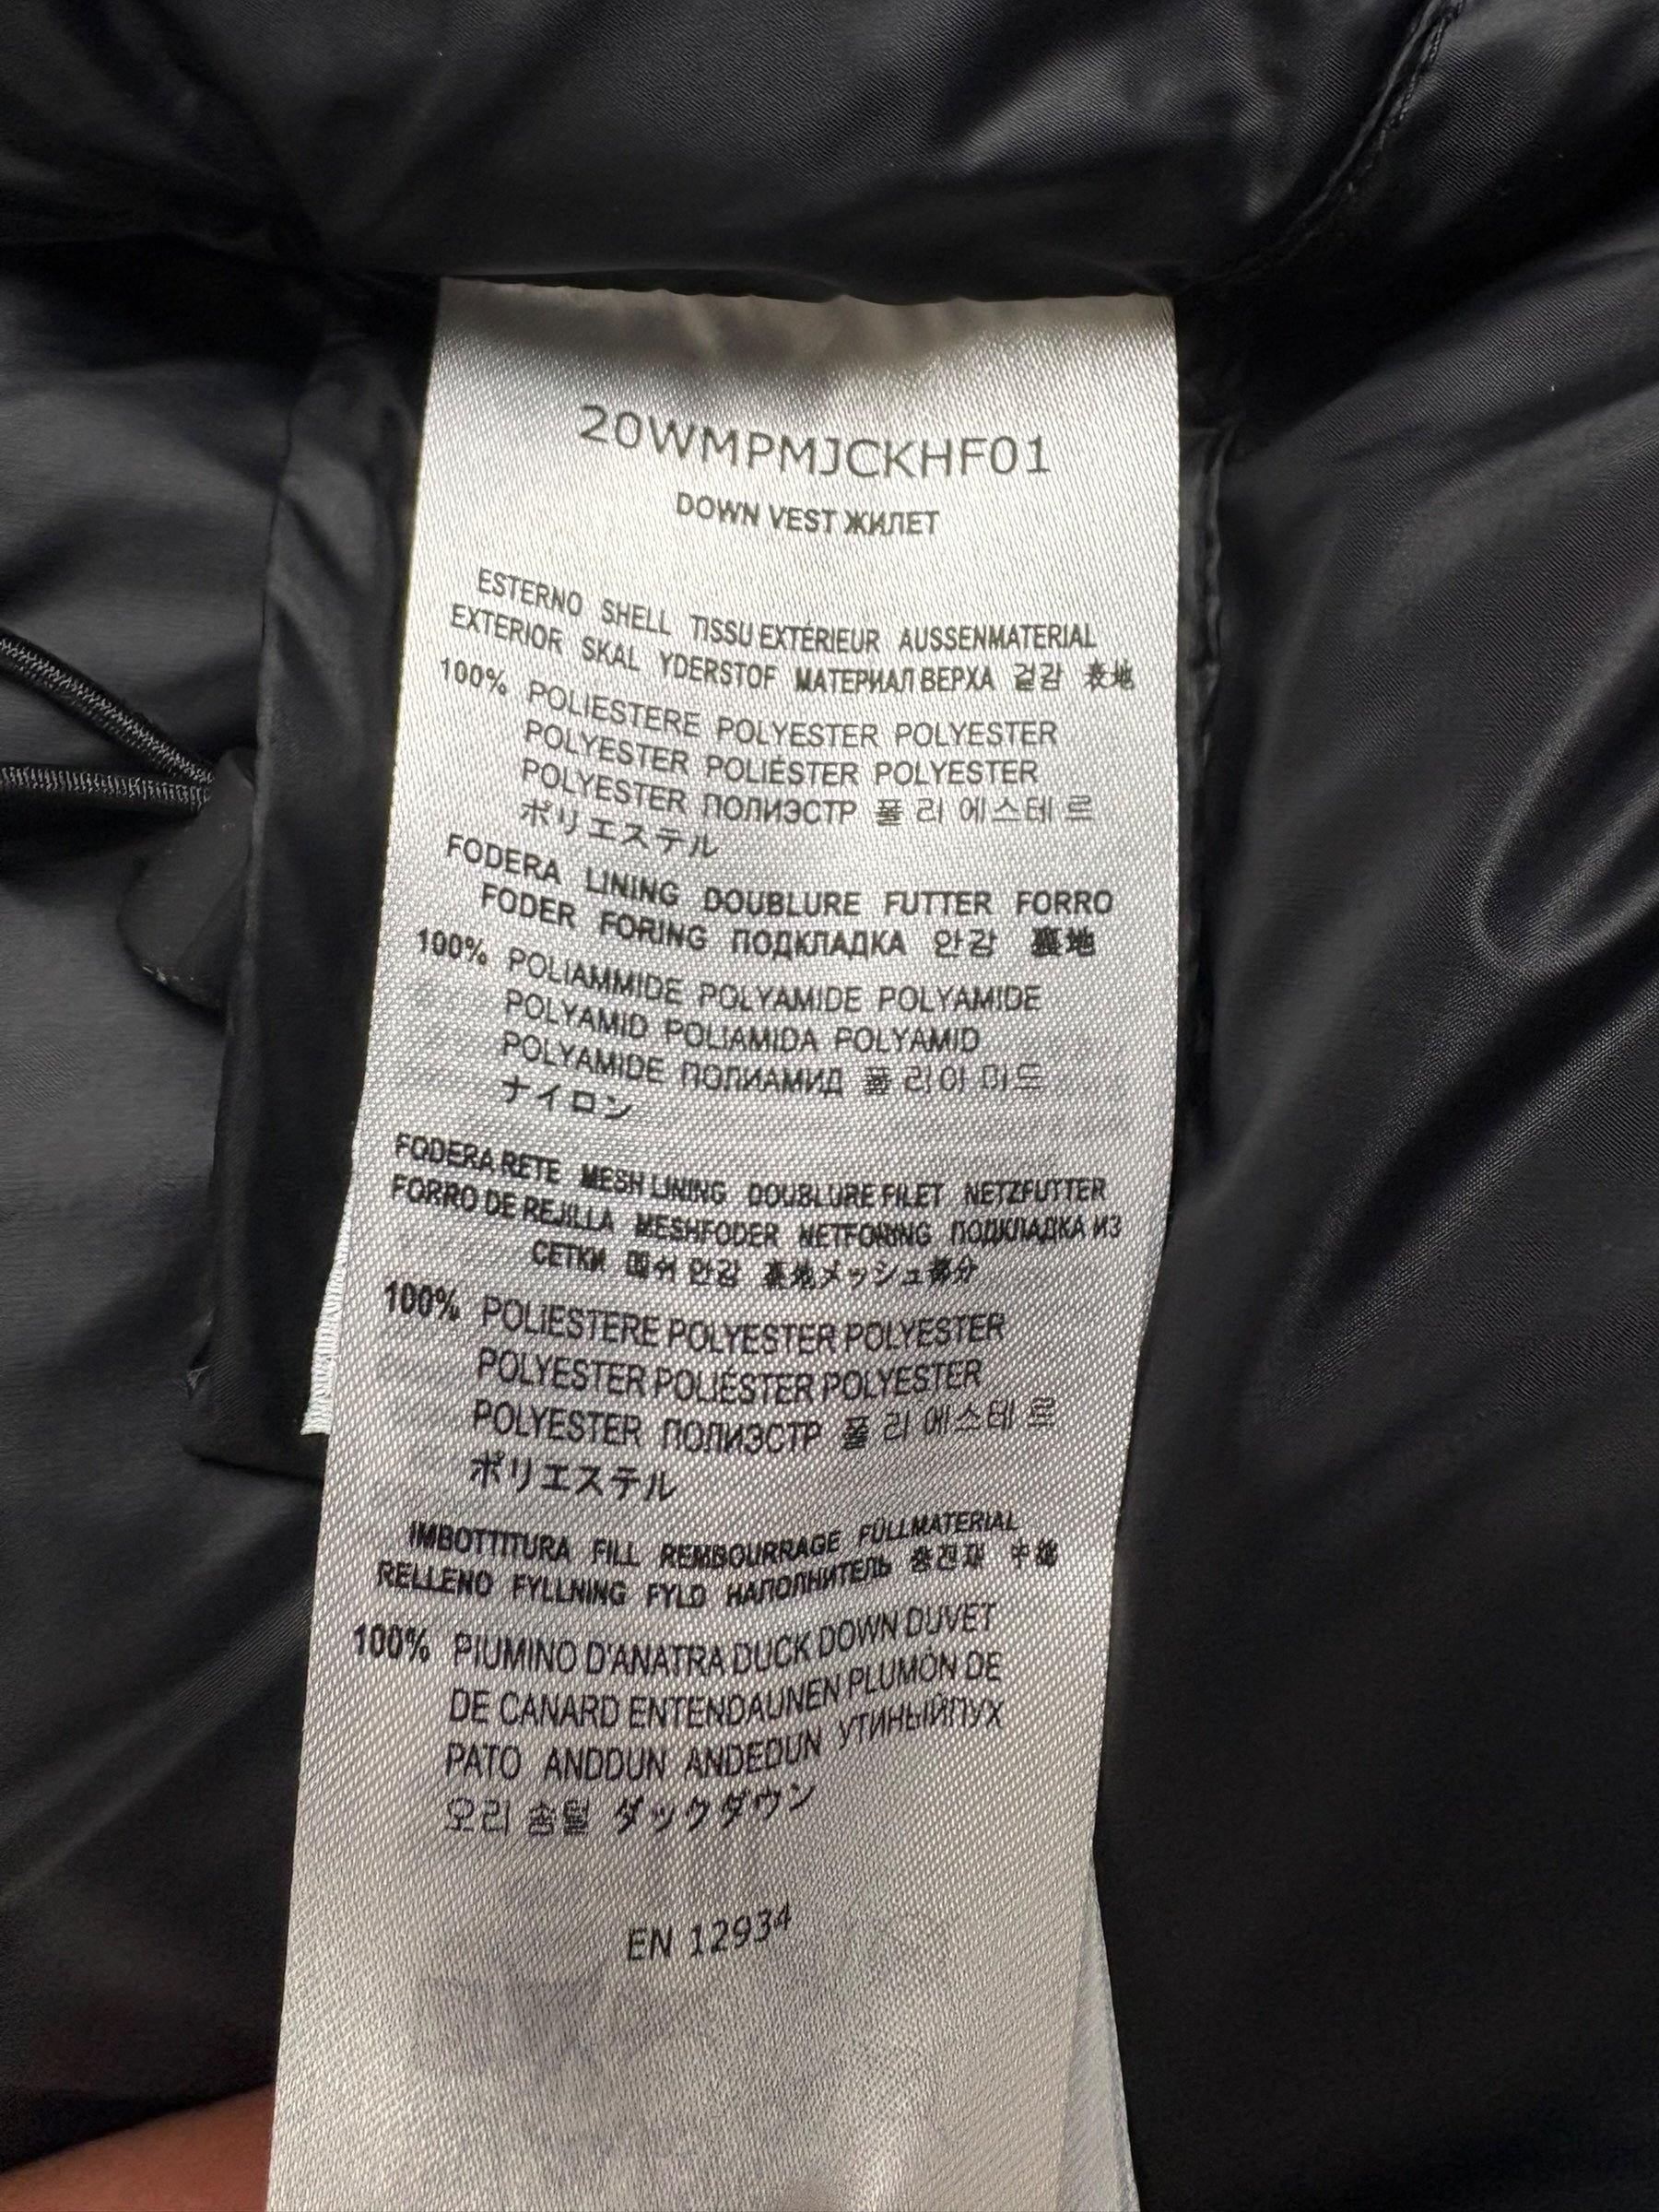 20WMPMJCKHF01
DOWN VEST ЖИЛЕТ
ESTERNO SHELL TISSU EXTÉRIEUR AUSSENMATERIAL
EXTERIOR SKAL YDERSTOF МАТЕРИАЛ ВЕРХА 겉감 表地
100% POLIESTERE POLYESTER POLYESTER
POLYESTER POLIÉSTER POLYESTER
POLYESTER ПОЛИЭСТР 폴 리 에스테 르
ポリエステル
FODERA LINING DOUBLURE FUTTER FORRO
FODER FORING ПОДКЛАДКА 안감 裏地
100% POLIAMMIDE POLYAMIDE POLYAMIDE
POLYAMID POLIAMIDA POLYAMID
POLYAMIDE ПОЛИАМИД 폴 리아 미드
ナイロン
FODERA RETE MESH LINING DOUBLURE FILET NETZFUTTER
FORRO DE REJILLA MESHFODER NETFORING ПОДКЛАДКА ИЗ
СЕТКИ 안감 裏地メッシュ部分
100% POLIESTERE POLYESTER POLYESTER
POLYESTER POLIÉSTER POLYESTER
POLYESTER ПОЛИЭСТР 폴 리 에스테 르
ポリエステル
IMBOTTITURA FILL REMBOURRAGE FÜLLMATERIAL
RELLENO FYLLNING FYLD НАПОЛНИТЕЛЬ 충전재
100% PIUMINO D'ANATRA DUCK DOWN DUVET
DE CANARD ENTENDAUNEN PLUMÓN DE
PATO ANDDUN ANDEDUN УТИНЫЙПУХ
오리 솜털 ダックダウン
EN 12934